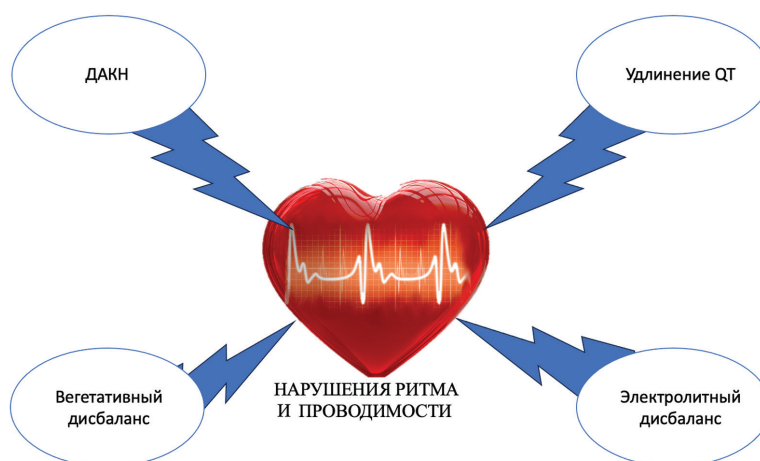 ДАКН
Удлинение QT
Вегетативный
дисбаланс
НАРУШЕНИЯ РИТМА
И ПРОВОДИМОСТИ
Электролитный
дисбаланс